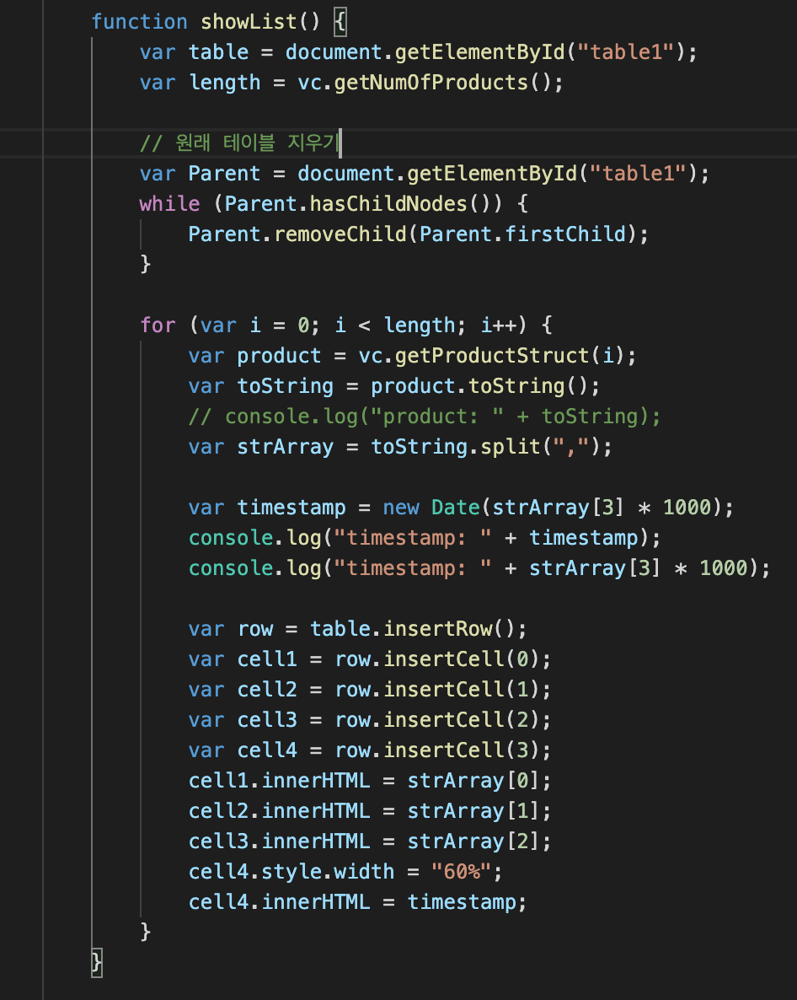 function showList() {
var table = document.getElementById("table1");
var length = vc.getNumOfProducts();
// 원래 테이블 지우기
var Parent = document.getElementById("table1");
while (Parent.hasChildNodes()) {
Parent.removeChild(Parent.firstChild);
}
for (var i = 0; i < length; i++) {
var product = vc.getProductStruct(i);
var toString = product.toString();
// console.log("product: " + toString);
var strArray = toString.split(",");
var timestamp = new Date(strArray[3] * 1000);
console.log("timestamp: " + timestamp);
console.log("timestamp: " + strArray[3] * 1000);
var row = table.insertRow();
var cell1 = row.insertCell(0);
var cell2 = row.insertCell(1);
var cell3 = row.insertCell(2);
var cell4 = row.insertCell(3);
cell1.innerHTML = strArray[0];
cell2.innerHTML = strArray[1];
cell3.innerHTML = strArray[2];
cell4.style.width = "60%";
cell4.innerHTML = timestamp;
}
}